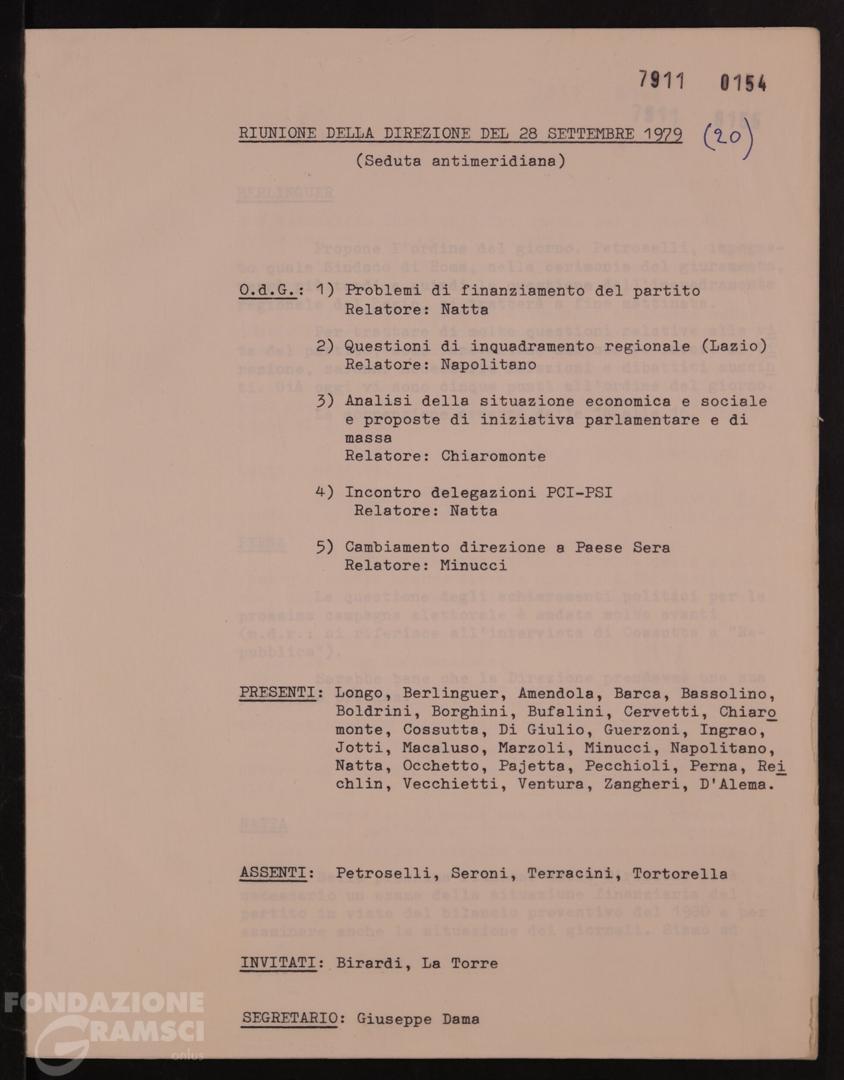 7911 0154
RIUNIONE DELLA DIREZIONE DEL 28 SETTEMBRE 1979 (20)
(Seduta antimeridiana)
BERLINGUER
O.d.G.: 1) Problemi di finanziamento del partito
Relatore: Natta
2) Questioni di inquadramento regionale (Lazio)
Relatore: Napolitano
3) Analisi della situazione economica e sociale
e proposte di iniziativa parlamentare e di
massa
Relatore: Chiaromonte
4) Incontro delegazioni PCI-PSI
Relatore: Natta
5) Cambiamento direzione a Paese Sera
Relatore: Minucci
PRESENTI: Longo, Berlinguer, Amendola, Barca, Bassolino,
Boldrini, Borghini, Bufalini, Cervetti, Chiaro
monte, Cossutta, Di Giulio, Guerzoni, Ingrao,
Jotti, Macaluso, Marzoli, Minucci, Napolitano,
Natta, Occhetto, Pajetta, Pecchioli, Perna, Rei
chlin, Vecchietti, Ventura, Zangheri, D'Alema.
NATTA
ASSENTI: Petroselli, Seroni, Terracini, Tortorella
INVITATI: Birardi, La Torre
SEGRETARIO: Giuseppe Dama
FONDAZIONE
GRAMSCI
onlus